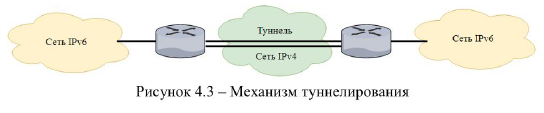 Сеть IPv6
Туннель
Сеть IPv4
Сеть IPv6
Рисунок 4.3 – Механизм туннелирования